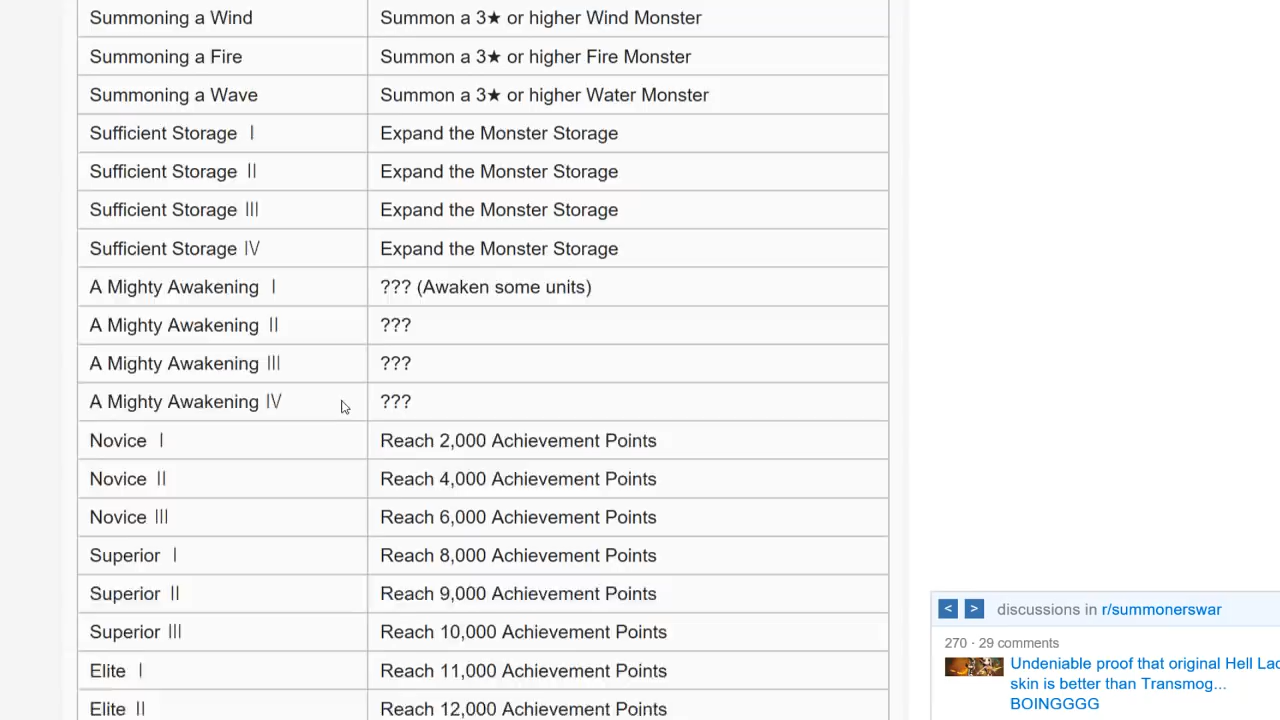 Summoning a Wind Summon a 3★ or higher Wind Monster
Summoning a Fire Summon a 3★ or higher Fire Monster
Summoning a Wave Summon a 3★ or higher Water Monster
Sufficient Storage Ⅰ Expand the Monster Storage
Sufficient Storage Ⅱ Expand the Monster Storage
Sufficient Storage Ⅲ Expand the Monster Storage
Sufficient Storage Ⅳ Expand the Monster Storage
A Mighty Awakening Ⅰ ??? (Awaken some units)
A Mighty Awakening Ⅱ ???
A Mighty Awakening Ⅲ ???
A Mighty Awakening Ⅳ ???
Novice Ⅰ Reach 2,000 Achievement Points
Novice Ⅱ Reach 4,000 Achievement Points
Novice Ⅲ Reach 6,000 Achievement Points
Superior Ⅰ Reach 8,000 Achievement Points
Superior Ⅱ Reach 9,000 Achievement Points
Superior Ⅲ Reach 10,000 Achievement Points
Elite Ⅰ Reach 11,000 Achievement Points
Elite Ⅱ Reach 12,000 Achievement Points
< > discussions in r/summonerswar
270 · 29 comments
Undeniable proof that original Hell Lad
skin is better than Transmog...
BOINGGGG